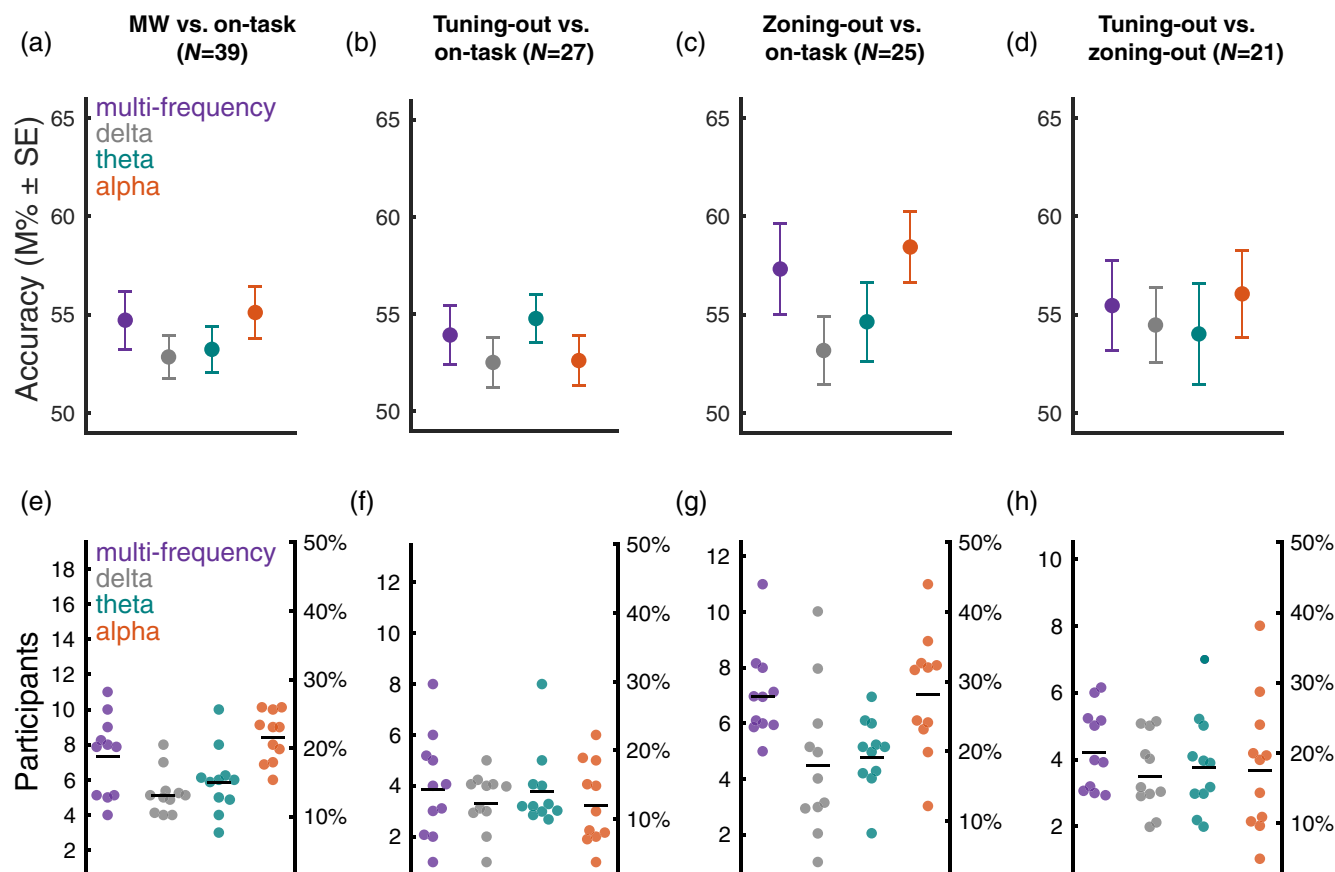 (a)
MW vs. on-task
(N=39)
(b)
Tuning-out vs.
on-task (N=27)
(c)
Zoning-out vs.
on-task (N=25)
(d)
Tuning-out vs.
zoning-out (N=21)
Accuracy (M% ± SE)
multi-frequency
delta
theta
alpha
65
60
55
50
65
60
55
50
65
60
55
50
65
60
55
50
(e)
(f)
(g)
(h)
Participants
multi-frequency
delta
theta
alpha
18
16
14
12
10
8
6
4
2
50%
40%
30%
20%
10%
12
10
8
6
4
2
50%
40%
30%
20%
10%
12
10
8
6
4
2
50%
40%
30%
20%
10%
10
8
6
4
2
50%
40%
30%
20%
10%